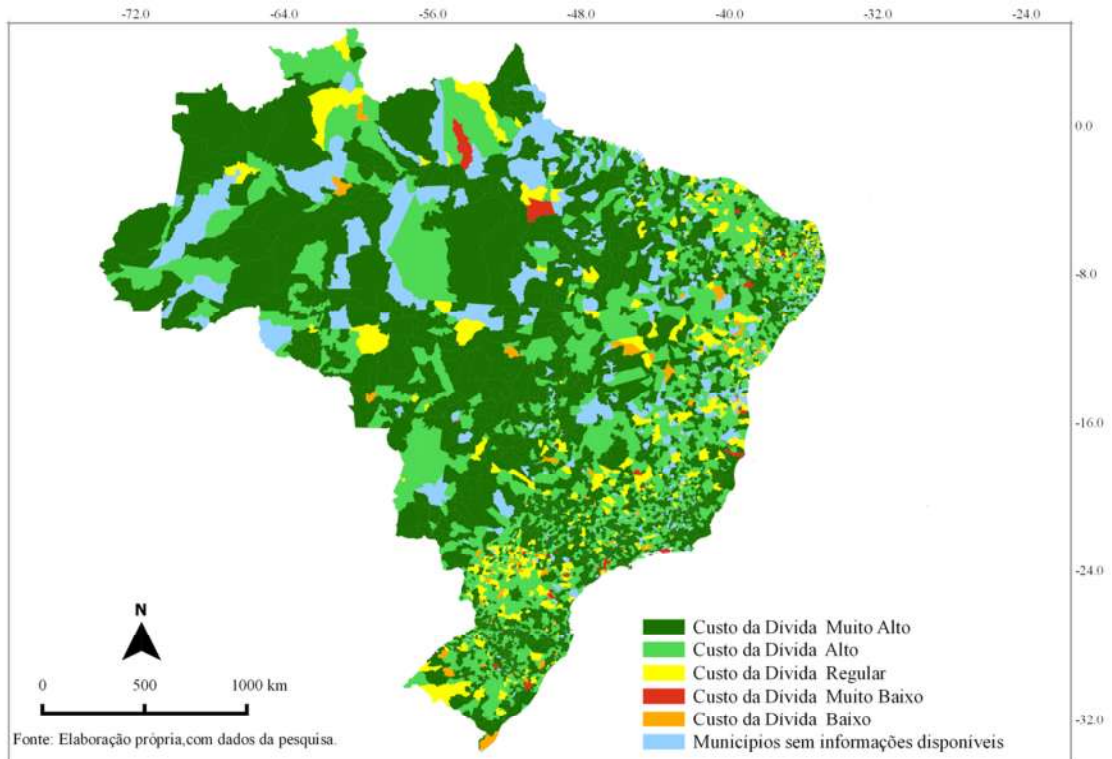 -72.0 -64.0 -56.0 -48.0 -40.0 -32.0 -24.0
0.0
-8.0
-16.0
-24.0
-32.0
N
0 500 1000 km
Fonte: Elaboração própria,com dados da pesquisa.
Custo da Dívida Muito Alto
Custo da Dívida Alto
Custo da Dívida Regular
Custo da Dívida Muito Baixo
Custo da Dívida Baixo
Municípios sem informações disponíveis